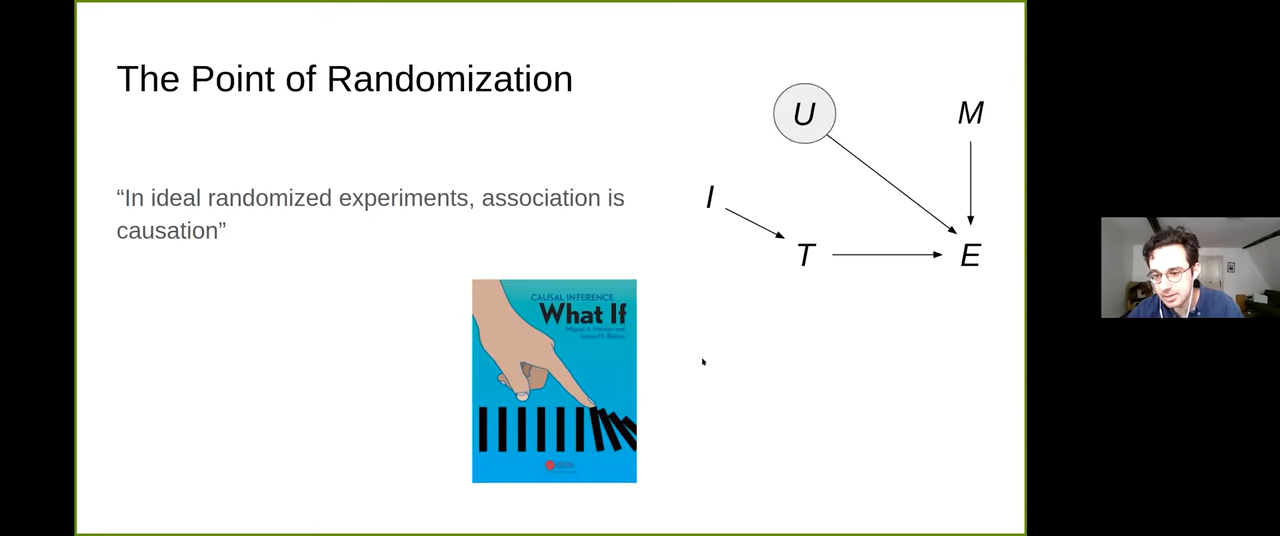 The Point of Randomization
“In ideal randomized experiments, association is
causation”
U
M
I
T
E
CAUSAL INFERENCE
What If